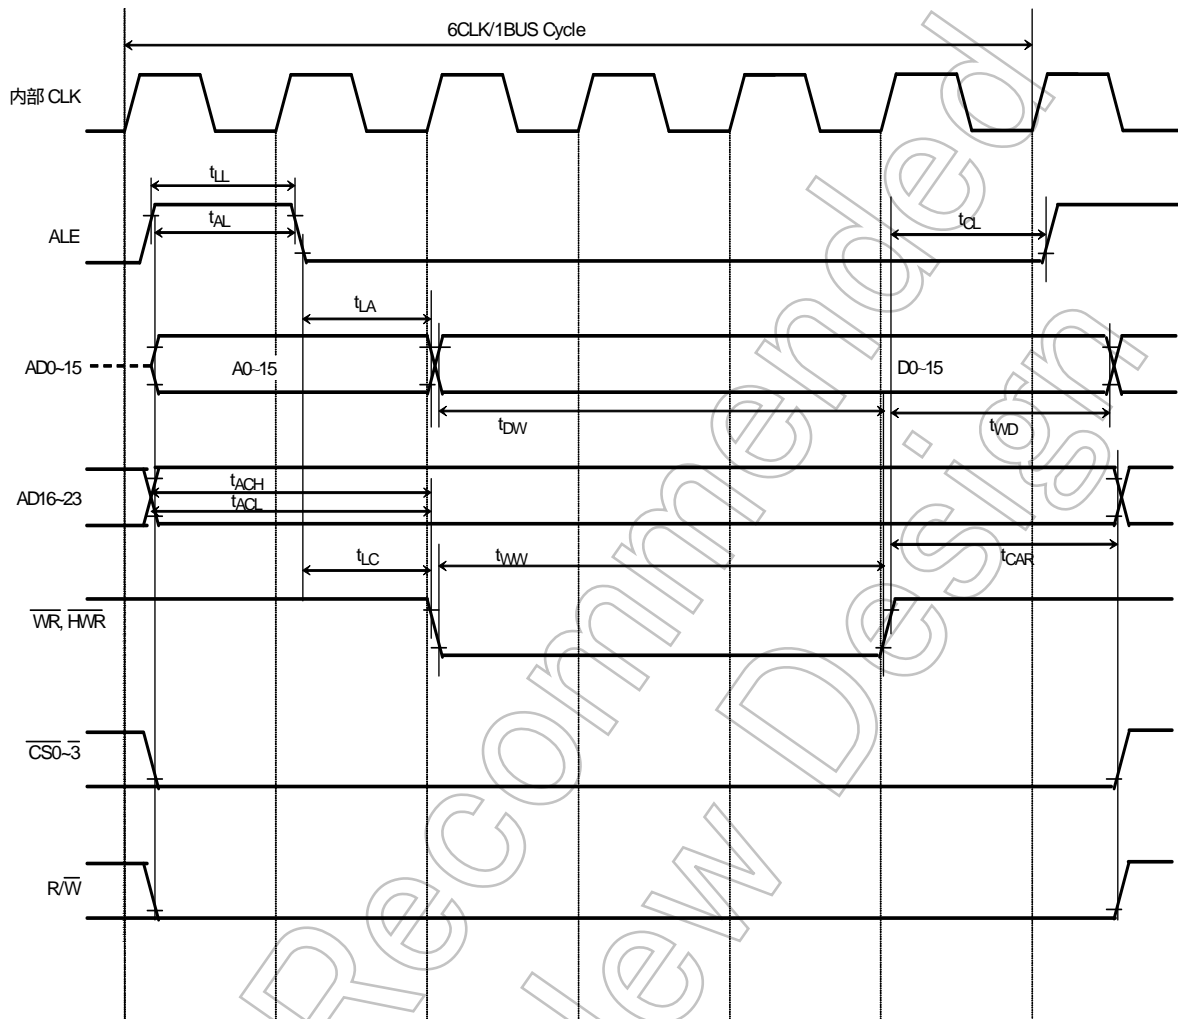 6CLK/1BUS Cycle
内部 CLK
tLL
tAL
tCL
ALE
tLA
AD0~15
A0~15
D0~15
tDW
tWD
tACH
AD16~23
tACL
tLC
tWW
tCAR
WR, HWR
CS0~3
R/W
Recommended
New Design